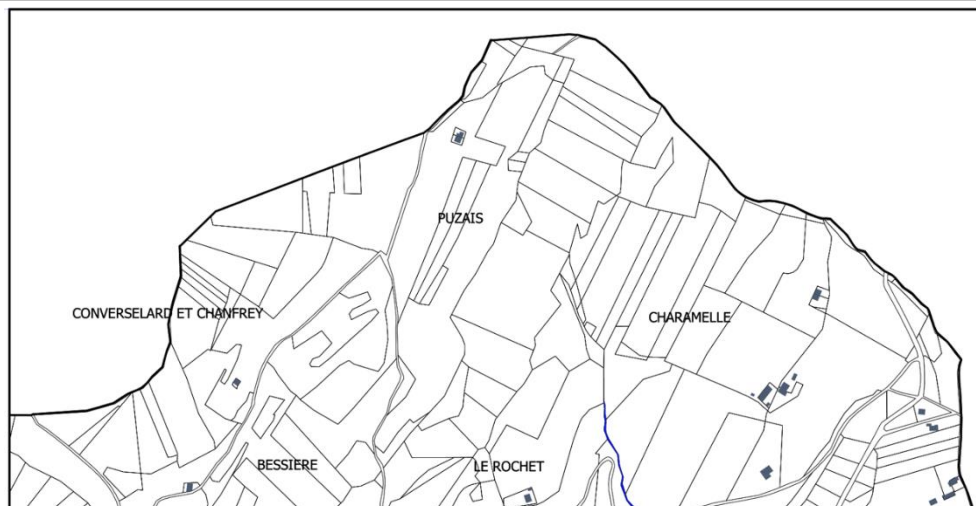 PUZAIS
CONVERSELARD ET CHANFREY
CHARAMELLE
BESSIERE
LE ROCHET